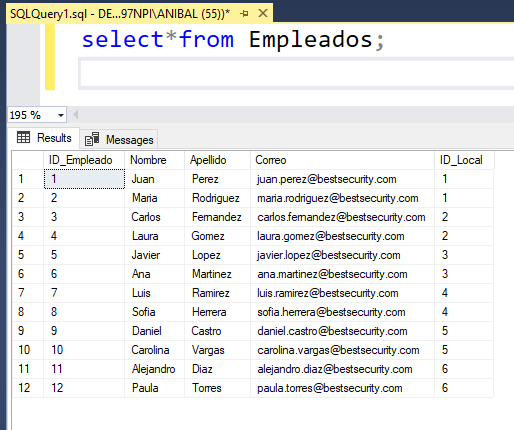 SQLQuery1.sql - DE...97NPI\ANIBAL (55))*
select*from Empleados;
195 %
Results Messages
ID_Empleado Nombre Apellido Correo ID_Local
1 1 Juan Perez juan.perez@bestsecurity.com 1
2 2 Maria Rodriguez maria.rodriguez@bestsecurity.com 1
3 3 Carlos Fernandez carlos.fernandez@bestsecurity.com 2
4 4 Laura Gomez laura.gomez@bestsecurity.com 2
5 5 Javier Lopez javier.lopez@bestsecurity.com 3
6 6 Ana Martinez ana.martinez@bestsecurity.com 3
7 7 Luis Ramirez luis.ramirez@bestsecurity.com 4
8 8 Sofia Herrera sofia.herrera@bestsecurity.com 4
9 9 Daniel Castro daniel.castro@bestsecurity.com 5
10 10 Carolina Vargas carolina.vargas@bestsecurity.com 5
11 11 Alejandro Diaz alejandro.diaz@bestsecurity.com 6
12 12 Paula Torres paula.torres@bestsecurity.com 6